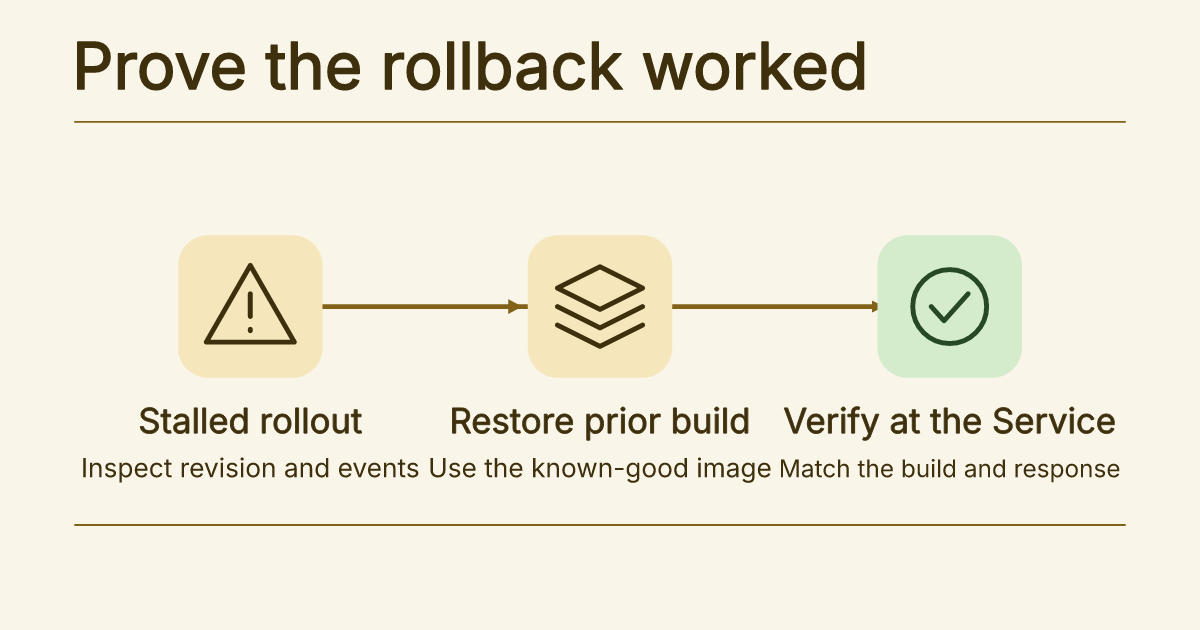 Prove the rollback worked
Stalled rollout
Inspect revision and events
Restore prior build
Use the known-good image
Verify at the Service
Match the build and response